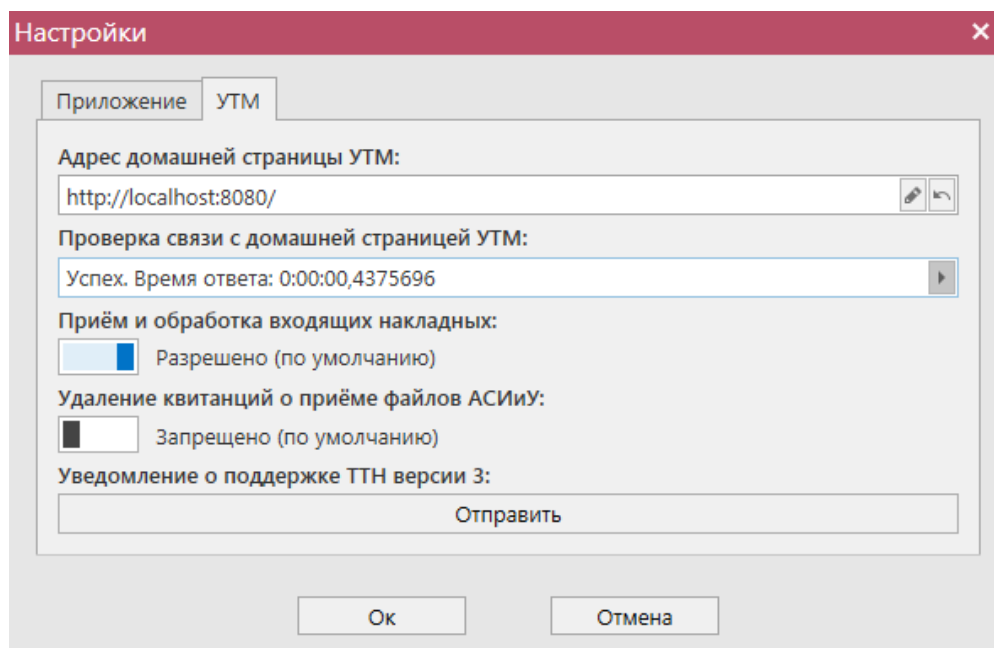 Настройки
Приложение УТМ
Адрес домашней страницы УТМ:
http://localhost:8080/
Проверка связи с домашней страницей УТМ:
Успех. Время ответа: 0:00:00,4375696
Приём и обработка входящих накладных:
Разрешено (по умолчанию)
Удаление квитанций о приёме файлов АСИиУ:
Запрещено (по умолчанию)
Уведомление о поддержке ТТН версии 3:
Отправить
Ок Отмена